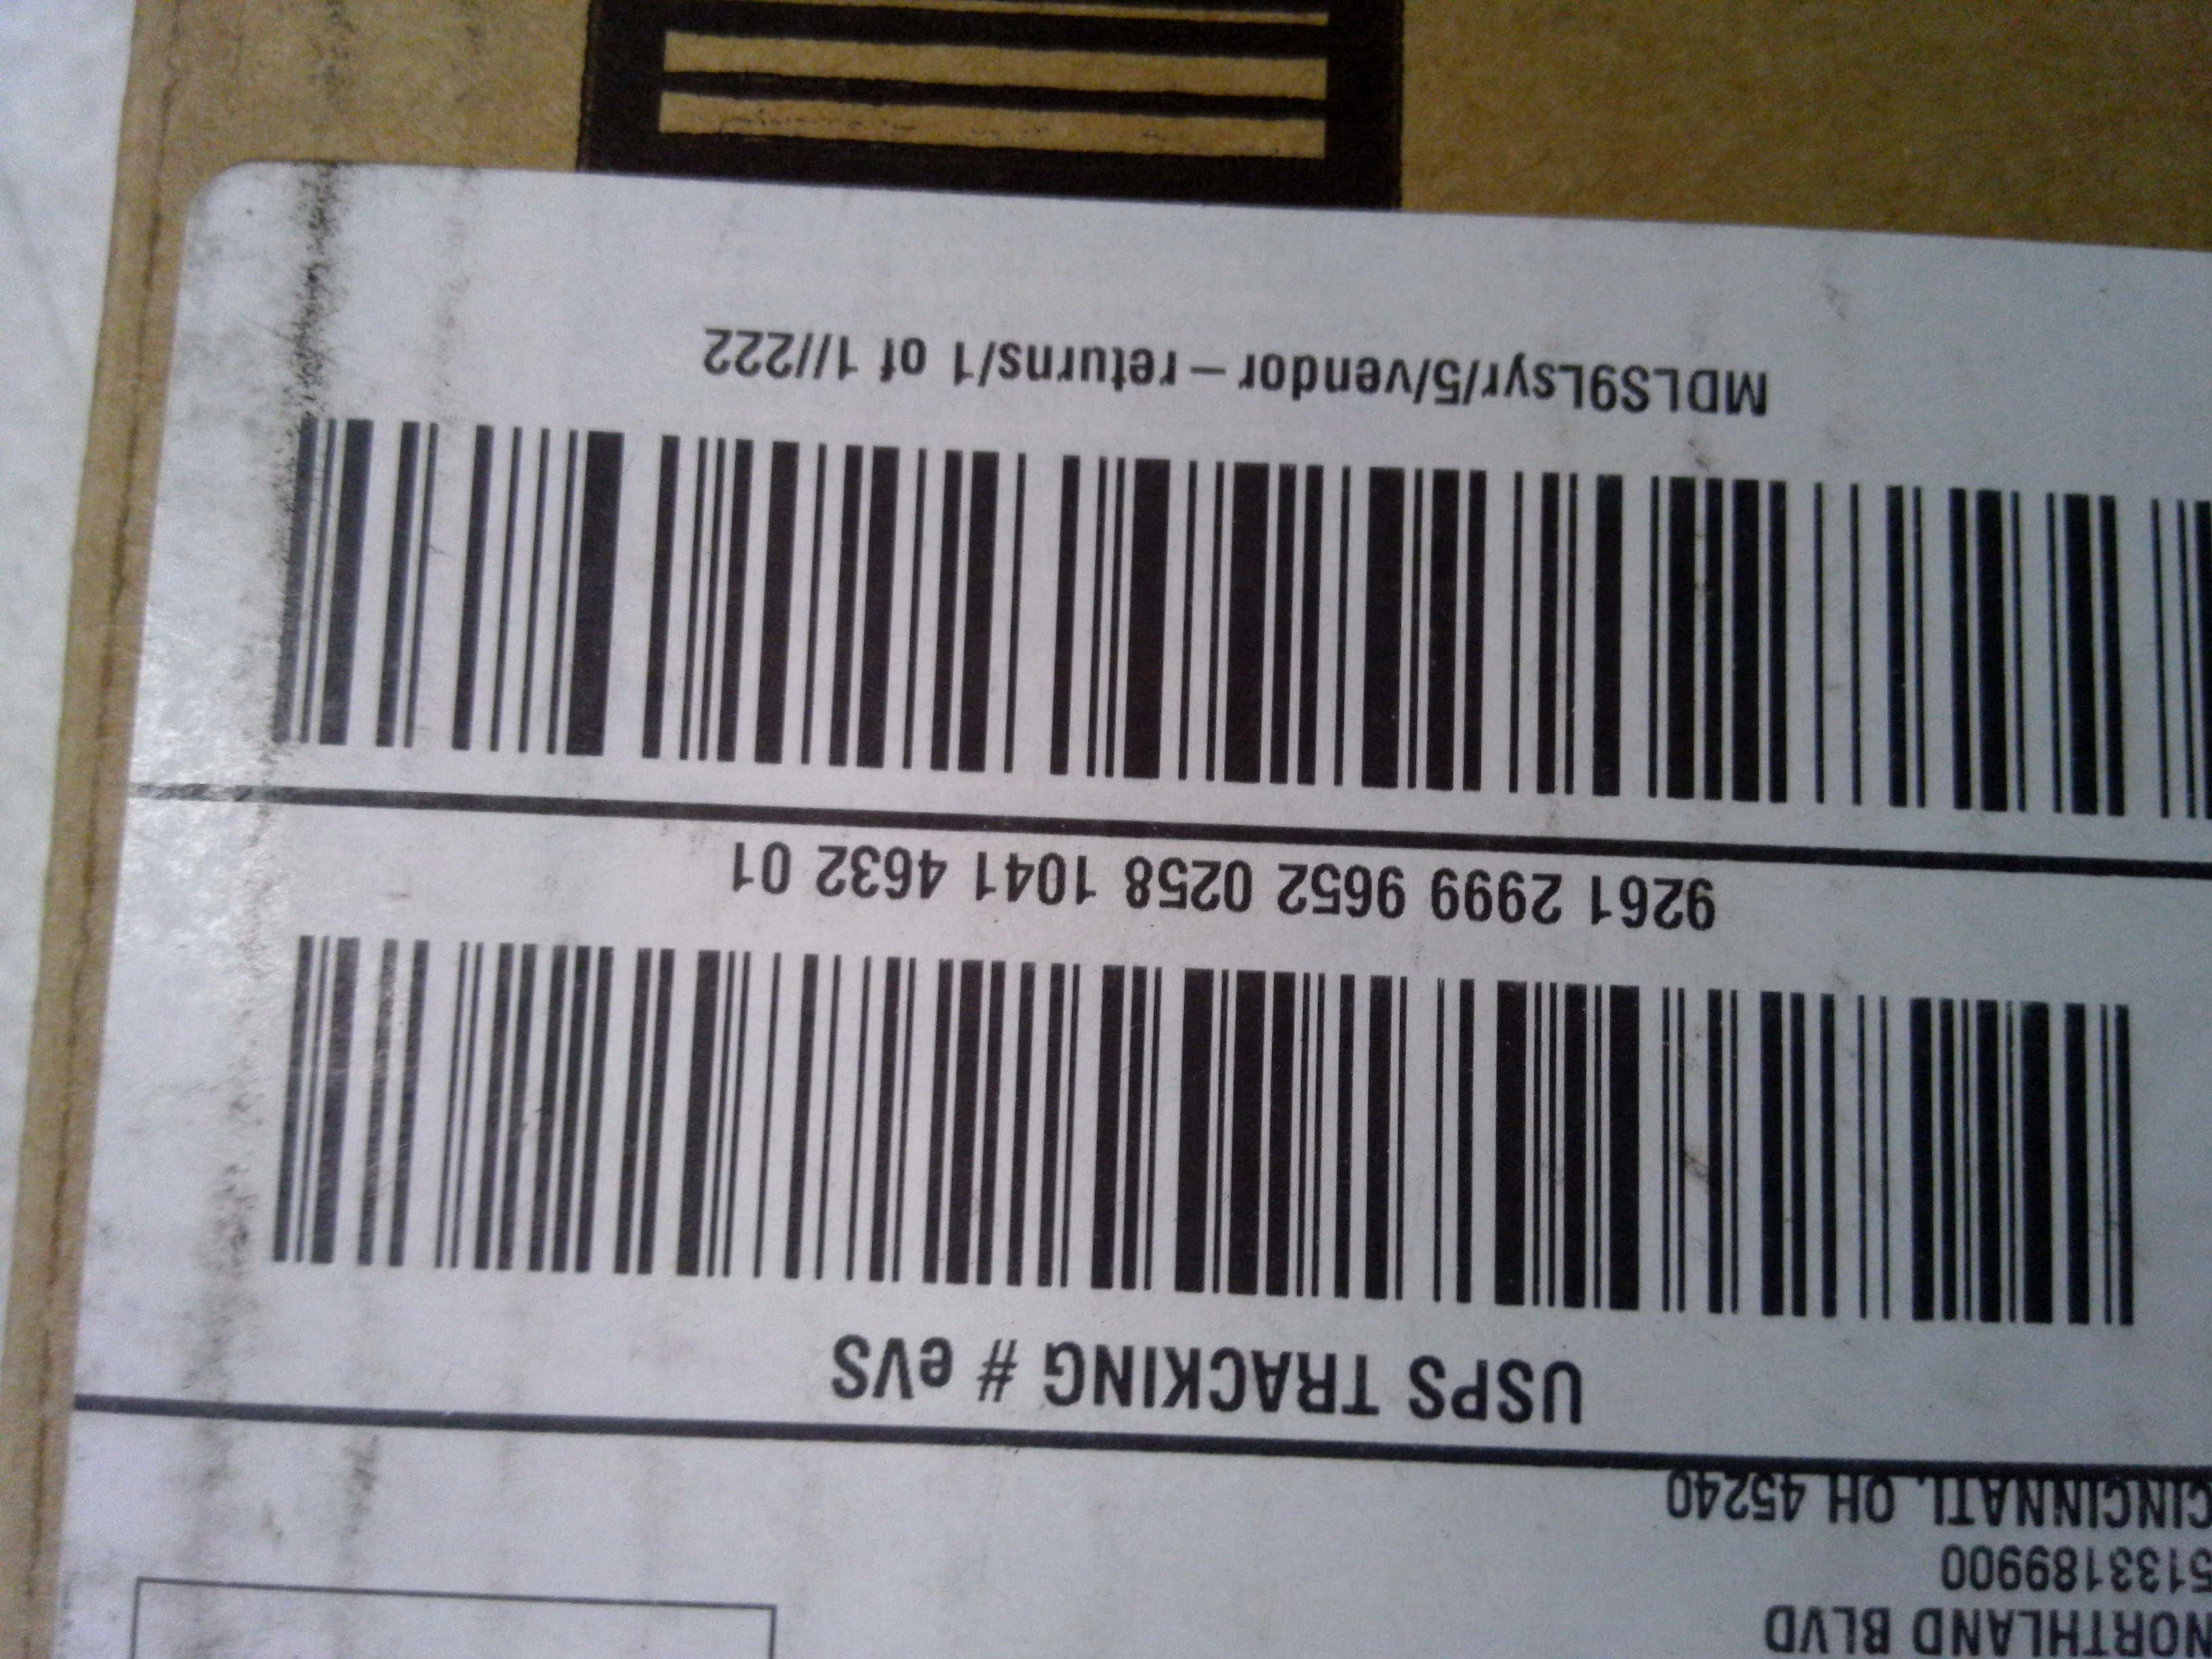 NORTHLAND BLVD
5133189900
CINCINNATI, OH 45240
USPS TRACKING # eVS
9261 2999 9652 0258 1041 4632 01
MDLS9Lsyr/5/vendor – returns/1 of 1//222